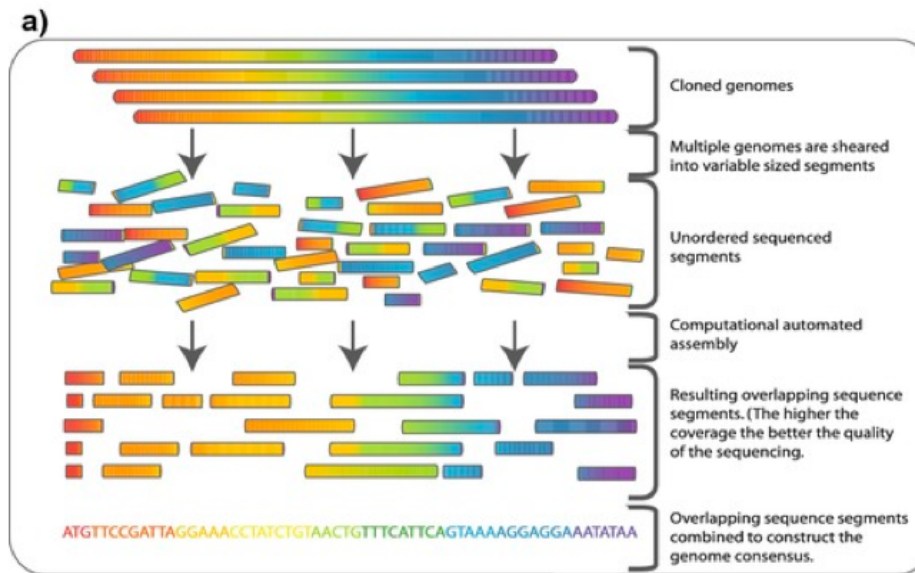 a)
Cloned genomes
Multiple genomes are sheared
into variable sized segments
Unordered sequenced
segments
Computational automated
assembly
Resulting overlapping sequence
segments. (The higher the
coverage the better the quality
of the sequencing.
ATGTTCCGATTAGGAAACCTATCTGTAACTGTTTCATTCAGTAAAAGGAGGAAATATAA
Overlapping sequence segments
combined to construct the
genome consensus.